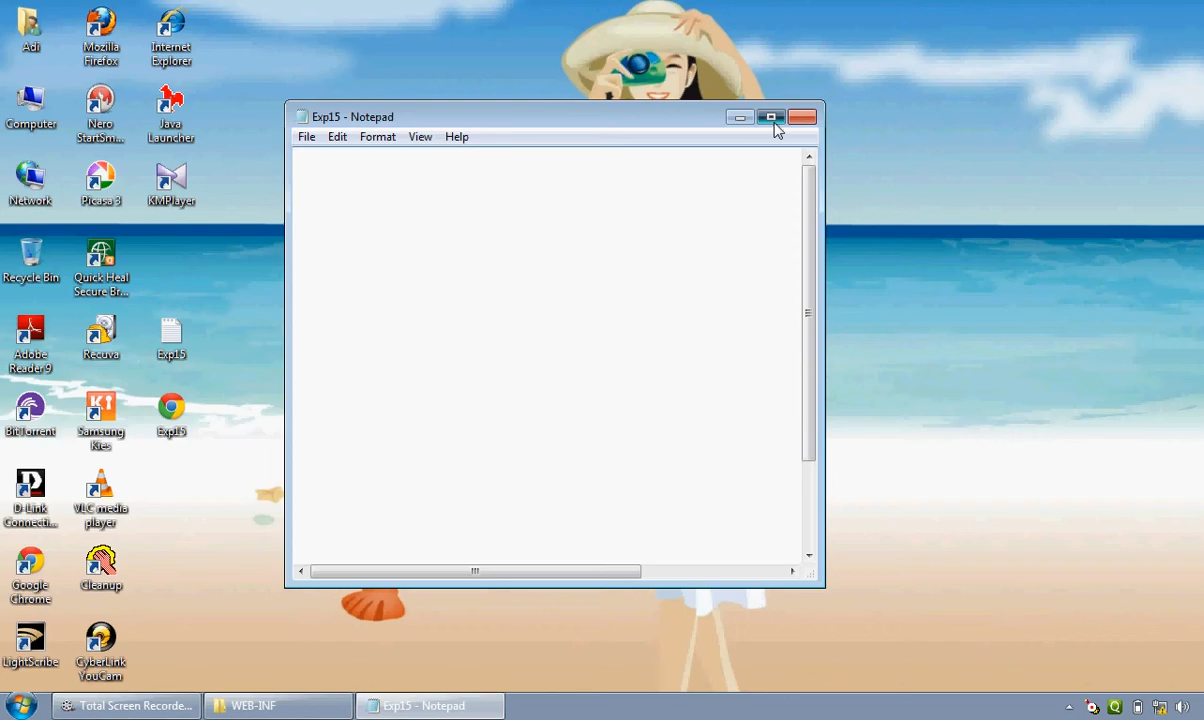 Adi
Mozilla
Firefox
Internet
Explorer
Computer
Nero
StartSm...
Java
Launcher
Network
Picasa 3
KMPlayer
Recycle Bin
Quick Heal
Secure Br...
Adobe
Reader 9
Recuva
Exp15
BitTorrent
Samsung
Kies
Exp15
D-Link
Connecti...
VLC media
player
Google
Chrome
Cleanup
LightScribe
CyberLink
YouCam
Exp15 - Notepad
File Edit Format View Help
Total Screen Recorde...
WEB-INF
Exp15 - Notepad